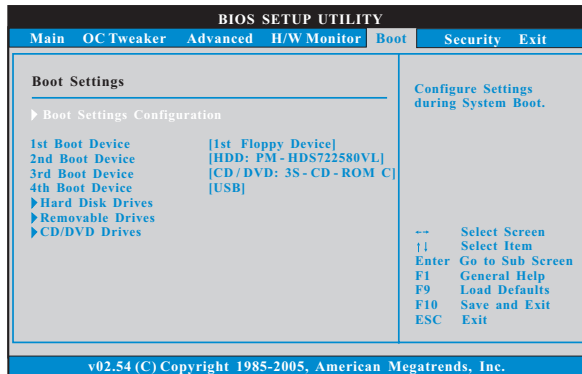 BIOS SETUP UTILITY
Main OC Tweaker Advanced H/W Monitor Boot Security Exit
Boot Settings
Boot Settings Configuration
1st Boot Device [1st Floppy Device]
2nd Boot Device [HDD: PM-HDS722580VL]
3rd Boot Device [CD/DVD: 3S-CD-ROM C]
4th Boot Device [USB]
Hard Disk Drives
Removable Drives
CD/DVD Drives
Configure Settings
during System Boot.
←→ Select Screen
↑↓ Select Item
Enter Go to Sub Screen
F1 General Help
F9 Load Defaults
F10 Save and Exit
ESC Exit
v02.54 (C) Copyright 1985-2005, American Megatrends, Inc.